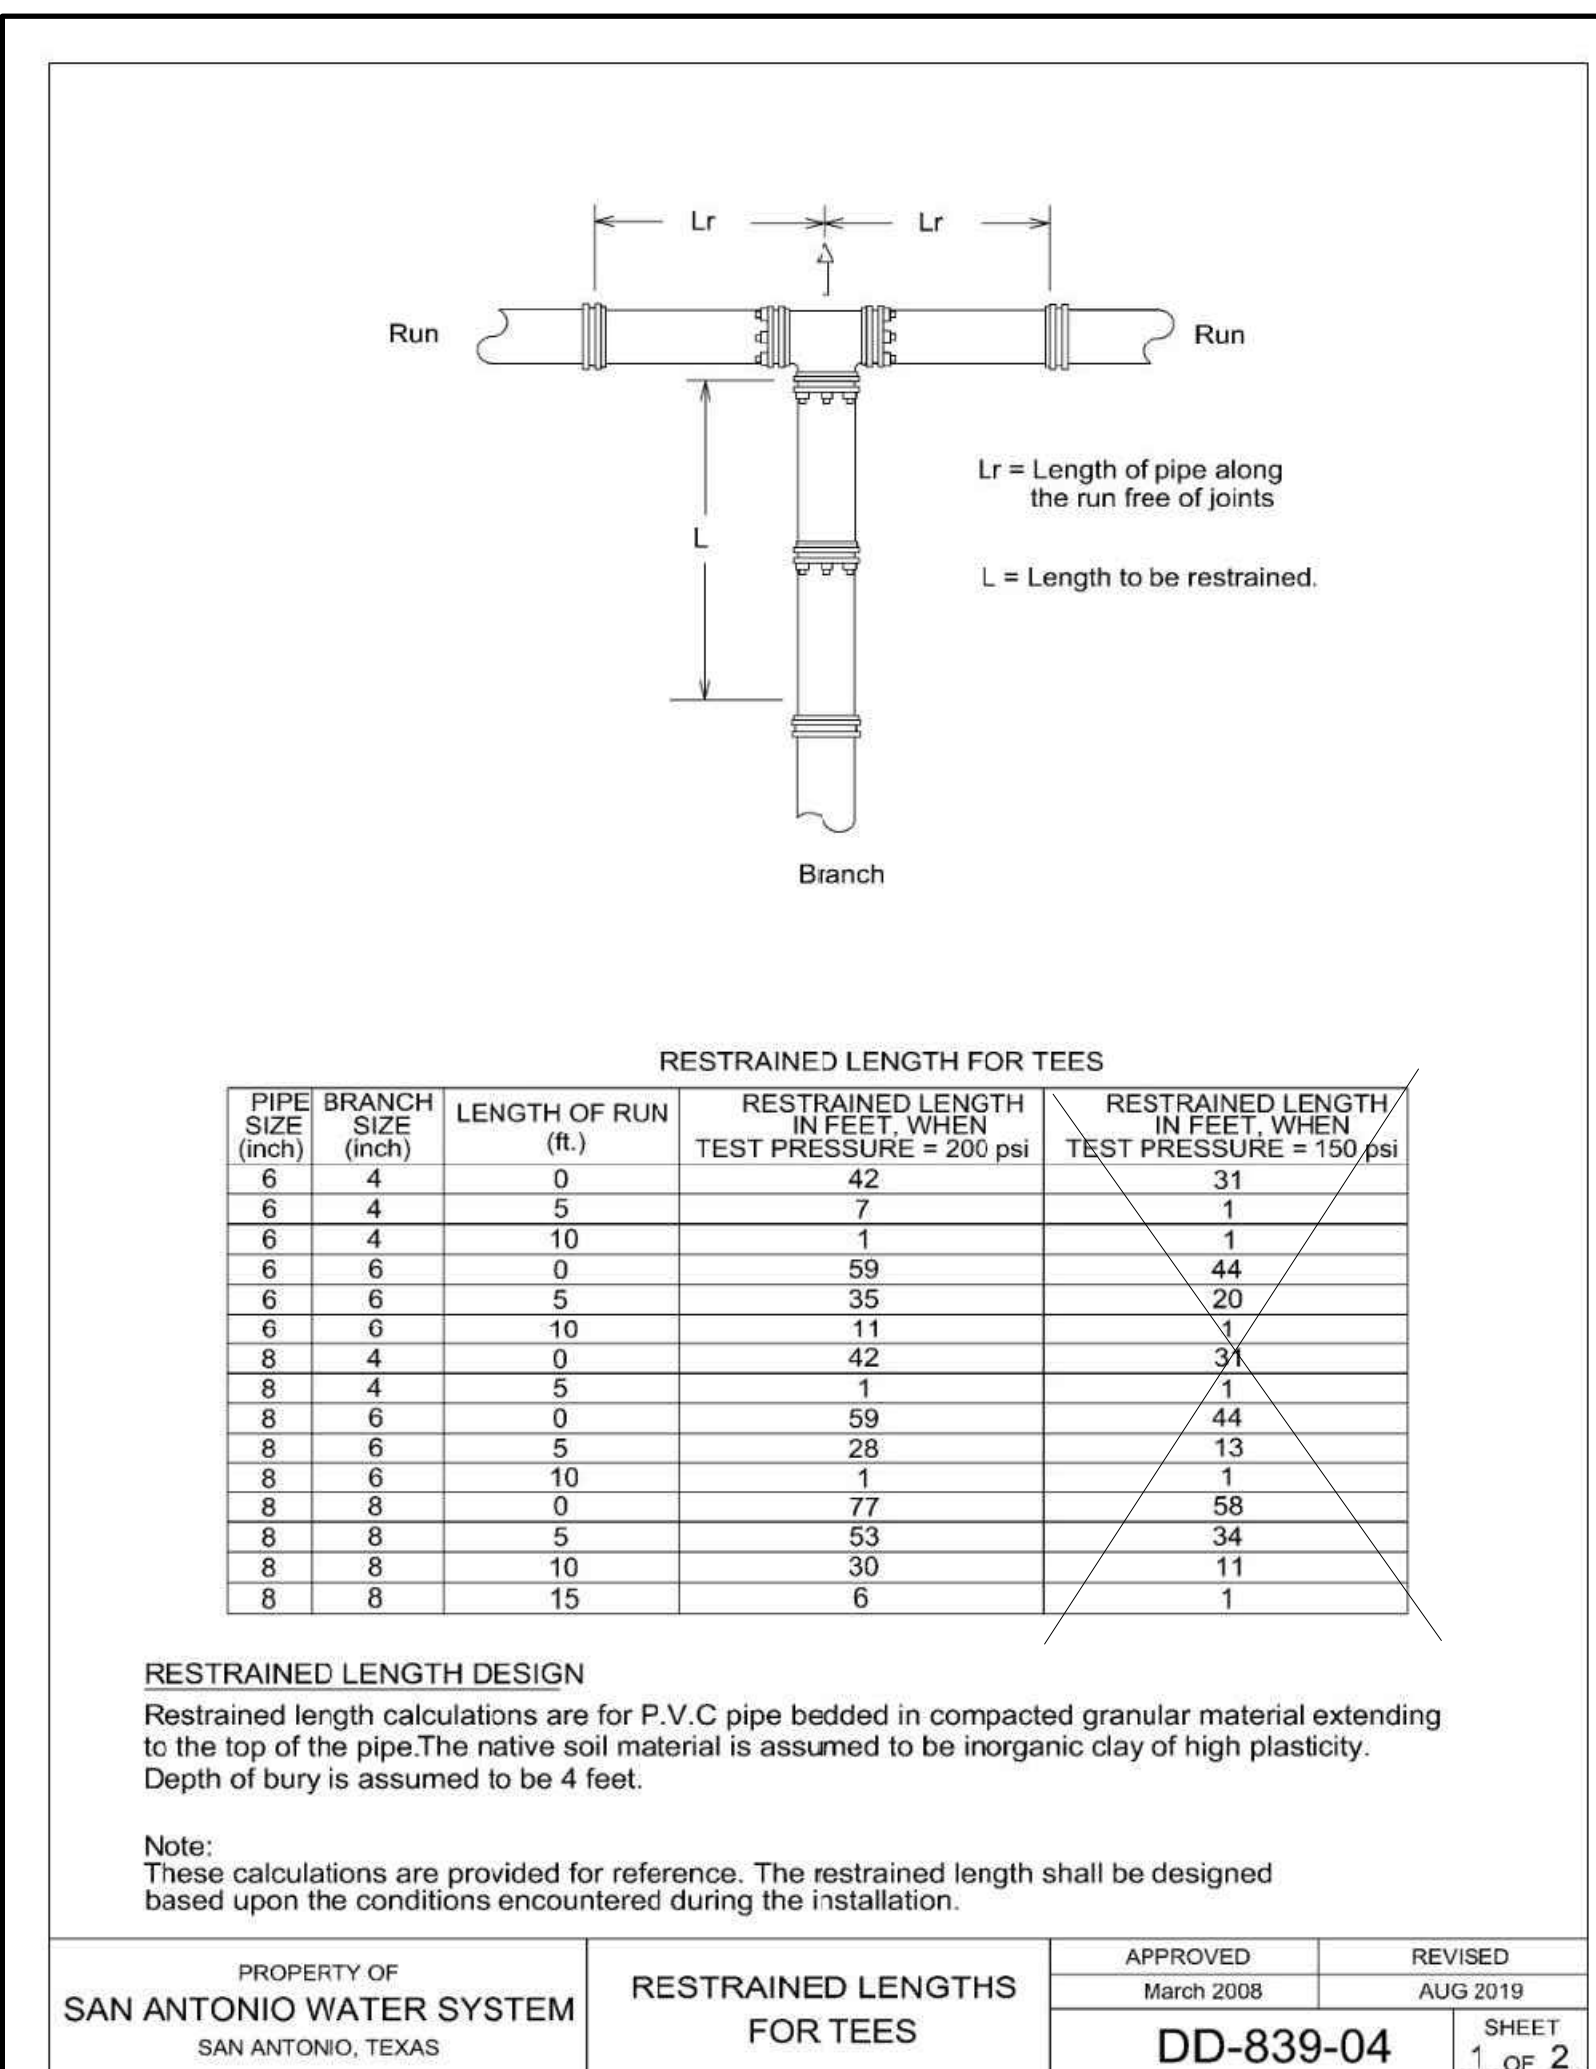 Lr Lr
Run
Run
Lr = Length of pipe along
the run free of joints
L
L = Length to be restrained.
Branch
RESTRAINED LENGTH FOR TEES
PIPE SIZE (inch) BRANCH SIZE (inch) LENGTH OF RUN (ft.) RESTRAINED LENGTH IN FEET, WHEN TEST PRESSURE = 200 psi RESTRAINED LENGTH IN FEET, WHEN TEST PRESSURE = 150 psi
6 4 0 42 31
6 4 5 7 1
6 4 10 1 1
6 6 0 59 44
6 6 5 35 20
6 6 10 11 1
8 4 0 42 31
8 4 5 1 1
8 6 0 59 44
8 6 5 28 13
8 6 10 1 1
8 8 0 77 58
8 8 5 53 34
8 8 10 30 11
8 8 15 6 1
RESTRAINED LENGTH DESIGN
Restrained length calculations are for P.V.C pipe bedded in compacted granular material extending
to the top of the pipe.The native soil material is assumed to be inorganic clay of high plasticity.
Depth of bury is assumed to be 4 feet.
Note:
These calculations are provided for reference. The restrained length shall be designed
based upon the conditions encountered during the installation.
PROPERTY OF
SAN ANTONIO WATER SYSTEM
SAN ANTONIO, TEXAS
RESTRAINED LENGTHS
FOR TEES
APPROVED REVISED
March 2008 AUG 2019
DD-839-04
SHEET
1 OF 2